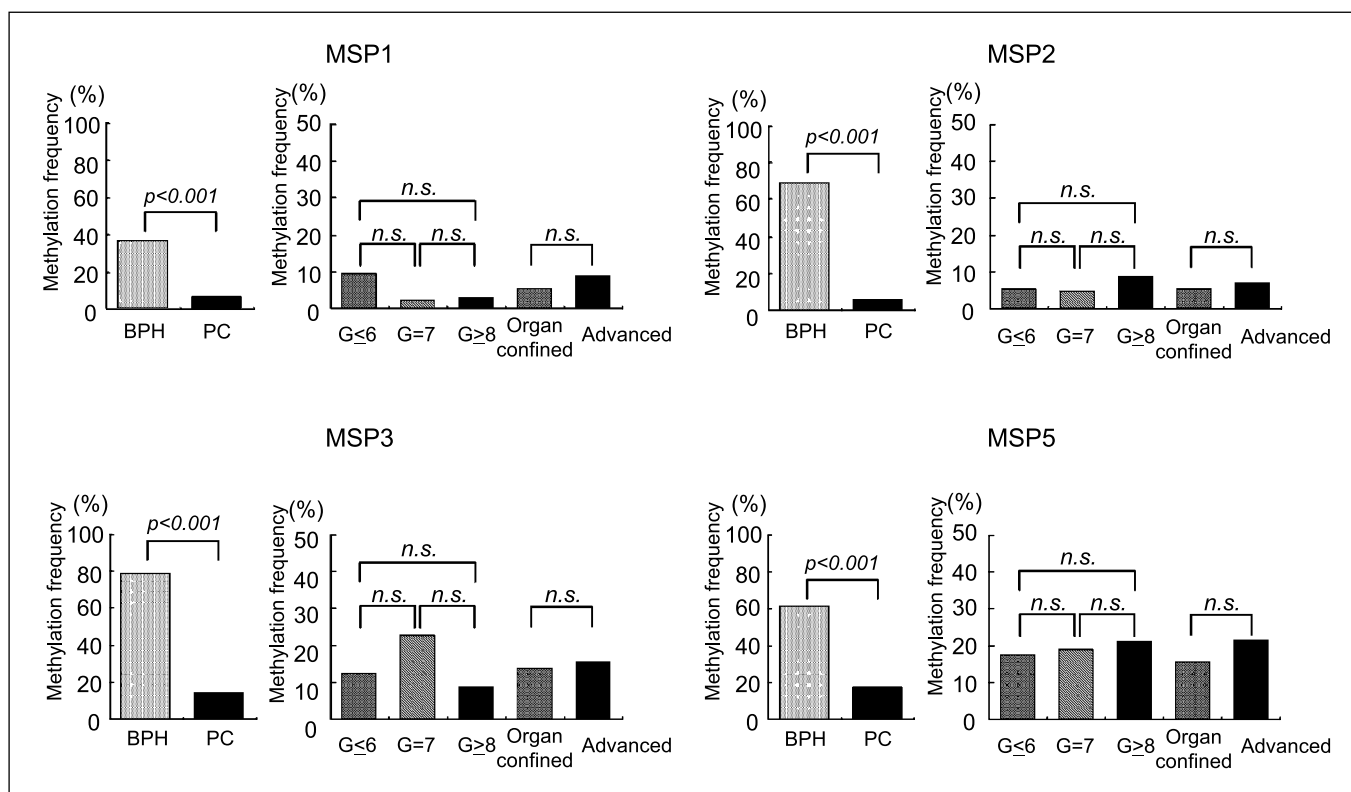 MSP1
Methylation frequency
(%)
100
80
60
40
20
0
p<0.001
BPH PC
Methylation frequency
(%)
50
40
30
20
10
0
n.s.
n.s. n.s. n.s.
G≤6 G=7 G≥8 Organ confined Advanced
MSP2
Methylation frequency
(%)
100
80
60
40
20
0
p<0.001
BPH PC
Methylation frequency
(%)
50
40
30
20
10
0
n.s.
n.s. n.s. n.s.
G≤6 G=7 G≥8 Organ confined Advanced
MSP3
Methylation frequency
(%)
100
80
60
40
20
0
p<0.001
BPH PC
Methylation frequency
(%)
50
40
30
20
10
0
n.s.
n.s. n.s. n.s.
G≤6 G=7 G≥8 Organ confined Advanced
MSP5
Methylation frequency
(%)
100
80
60
40
20
0
p<0.001
BPH PC
Methylation frequency
(%)
50
40
30
20
10
0
n.s.
n.s. n.s. n.s.
G≤6 G=7 G≥8 Organ confined Advanced